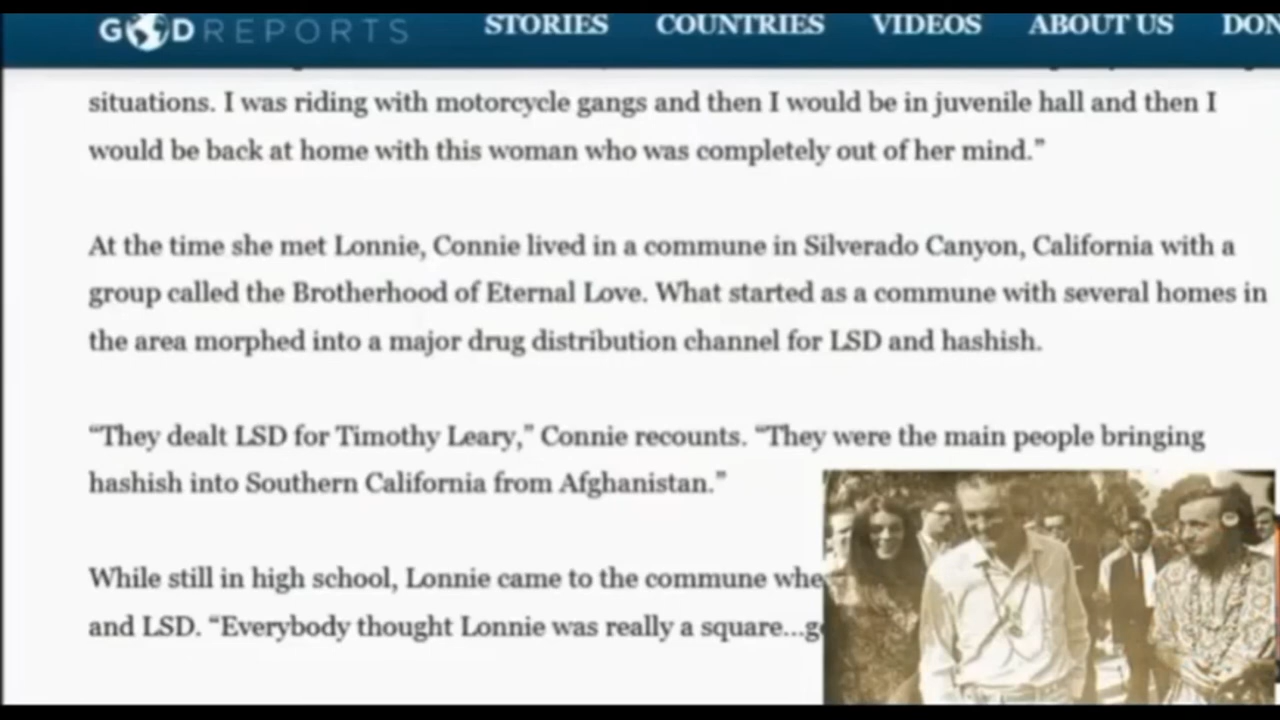 GOD REPORTS STORIES COUNTRIES VIDEOS ABOUT US DON
situations. I was riding with motorcycle gangs and then I would be in juvenile hall and then I
would be back at home with this woman who was completely out of her mind.”
At the time she met Lonnie, Connie lived in a commune in Silverado Canyon, California with a
group called the Brotherhood of Eternal Love. What started as a commune with several homes in
the area morphed into a major drug distribution channel for LSD and hashish.
“They dealt LSD for Timothy Leary,” Connie recounts. “They were the main people bringing
hashish into Southern California from Afghanistan.”
While still in high school, Lonnie came to the commune whe
and LSD. “Everybody thought Lonnie was really a square...g